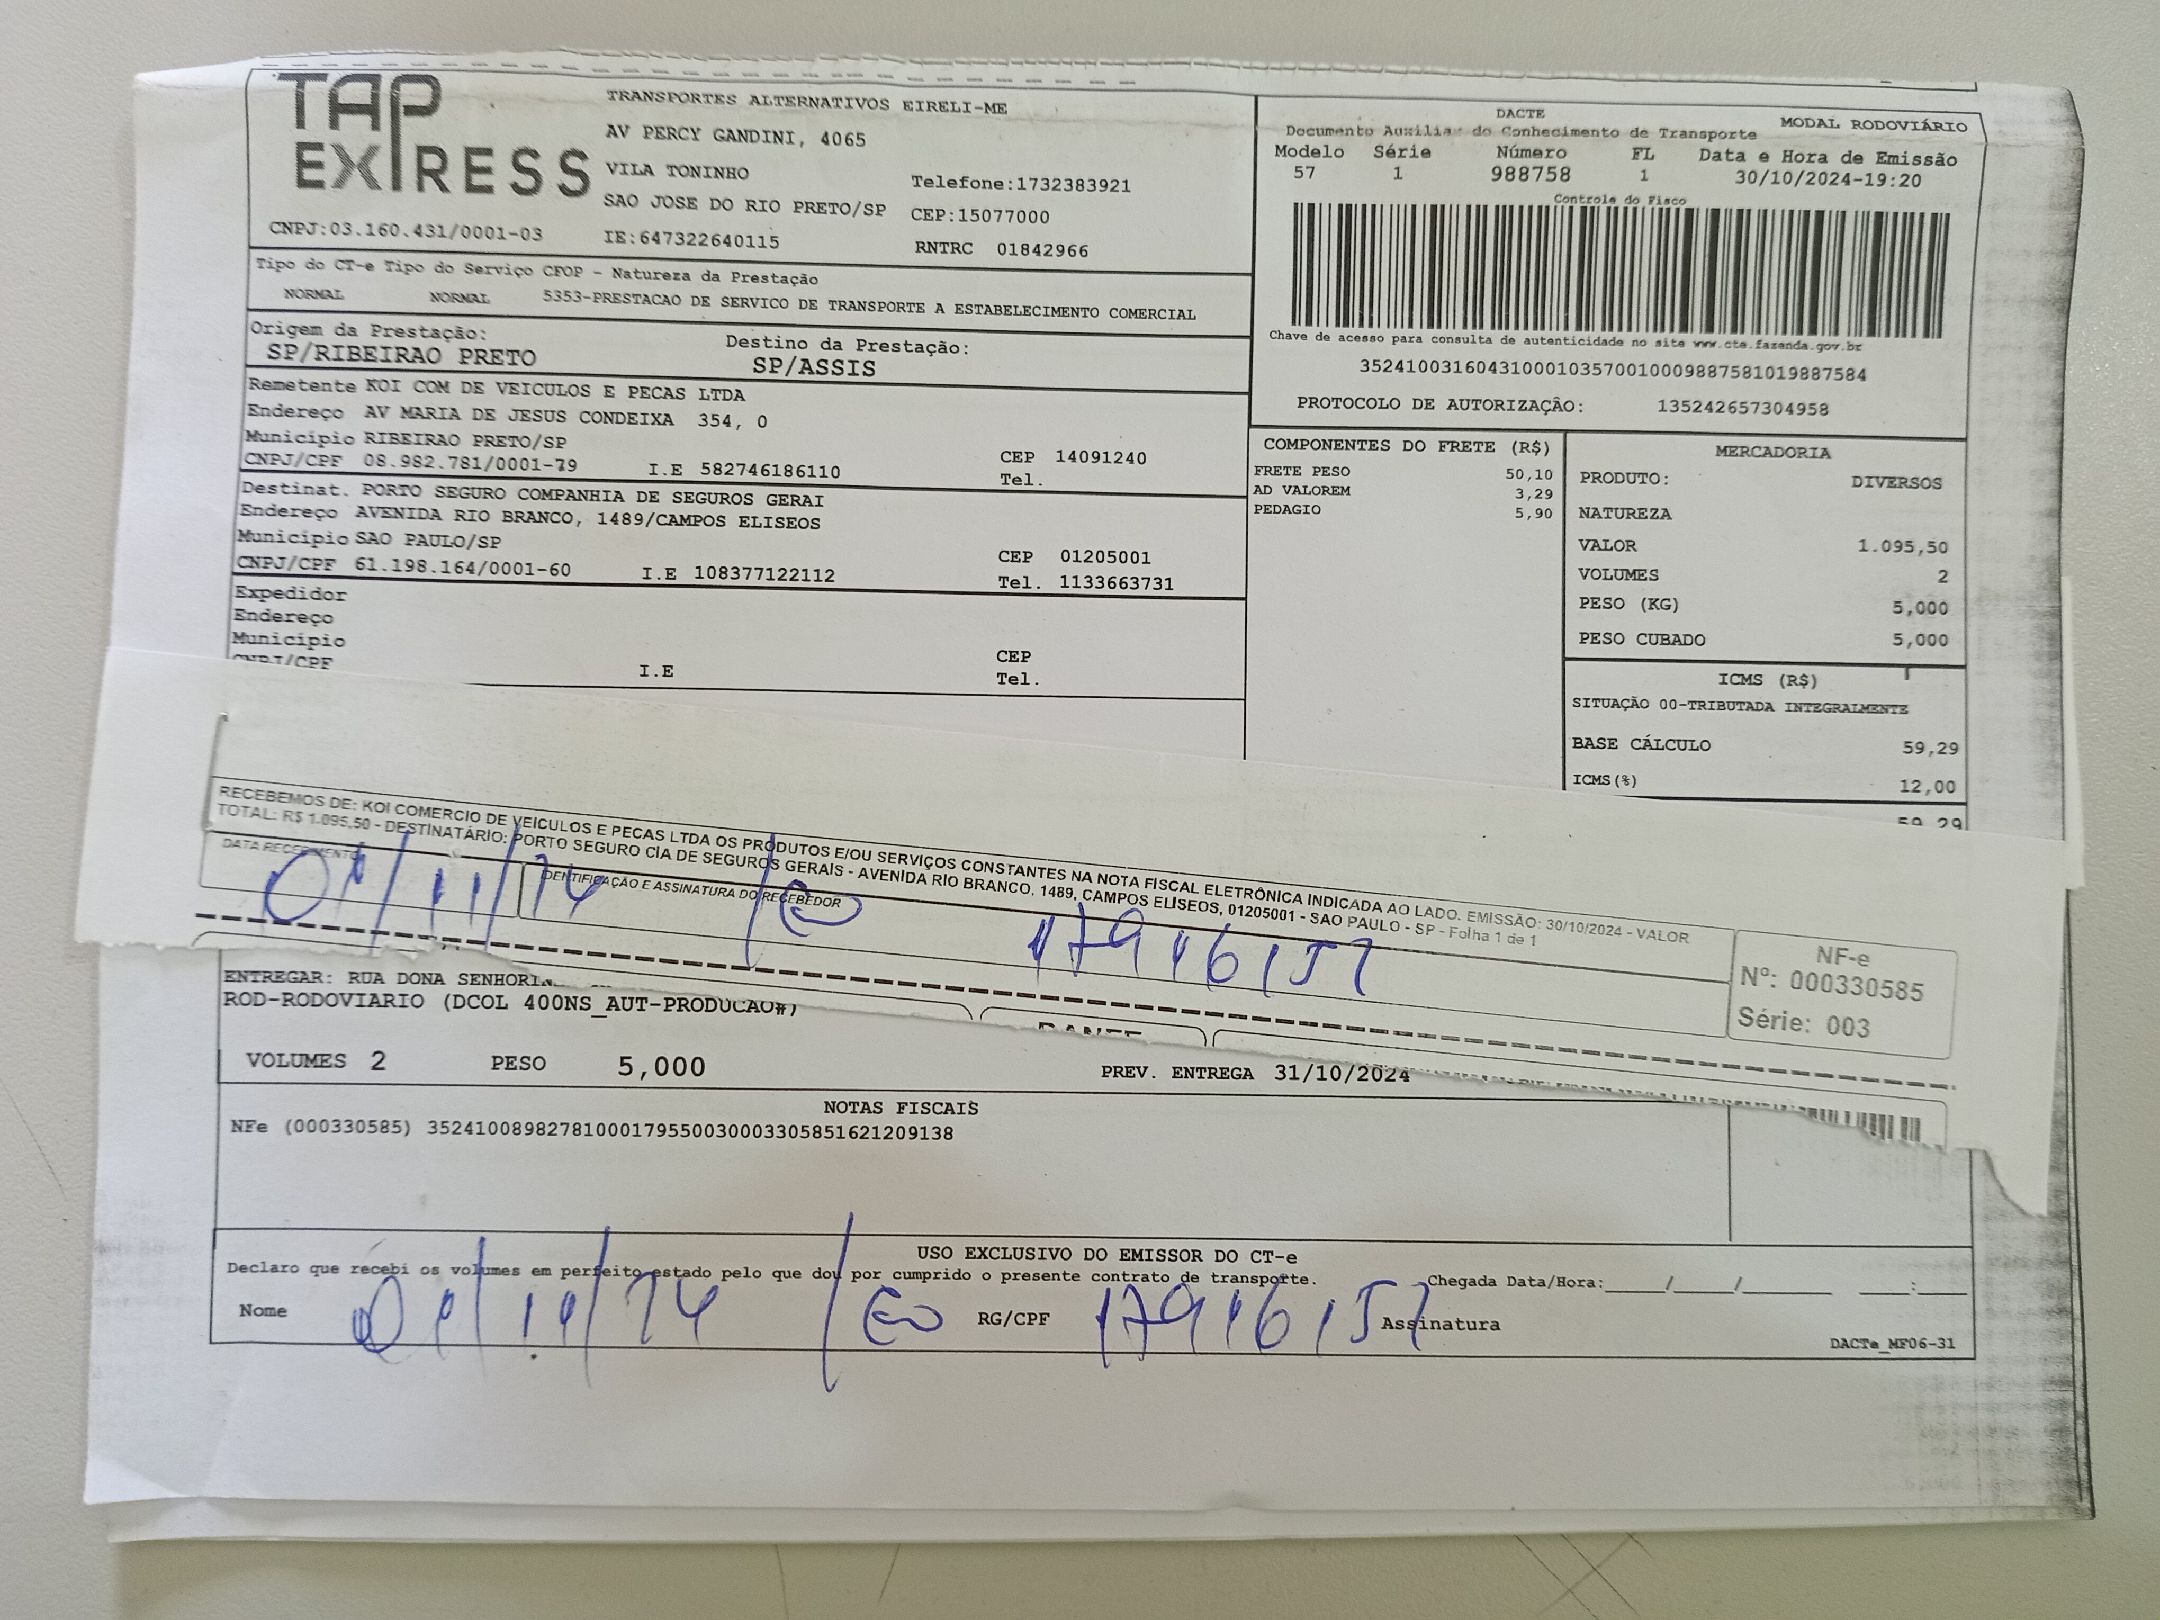 TAP EXPRESS
TRANSPORTES ALTERNATIVOS EIRELI-ME
AV PERCY GANDINI, 4065
VILA TONINHO
Telefone:1732383921
SAO JOSE DO RIO PRETO/SP CEP:15077000
CNPJ:03.160.431/0001-03 IE:647322640115 RNTRC 01842966
DACTE MODAL RODOVIÁRIO
Documento Auxiliar do Conhecimento de Transporte
Modelo Série Número FL Data e Hora de Emissão
57 1 988758 1 30/10/2024-19:20
Controle do Fisco
Chave de acesso para consulta de autenticidade no site www.cte.fazenda.gov.br
35241003160431000103570010009887581019887584
PROTOCOLO DE AUTORIZAÇÃO: 135242657304958
Tipo do CT-e Tipo do Serviço CFOP - Natureza da Prestação
NORMAL NORMAL 5353-PRESTACAO DE SERVICO DE TRANSPORTE A ESTABELECIMENTO COMERCIAL
Origem da Prestação: Destino da Prestação:
SP/RIBEIRAO PRETO SP/ASSIS
Remetente KOI COM DE VEICULOS E PECAS LTDA
Endereço AV MARIA DE JESUS CONDEIXA 354, 0
Município RIBEIRAO PRETO/SP CEP 14091240
CNPJ/CPF 08.982.781/0001-79 I.E 582746186110 Tel.
Destinat. PORTO SEGURO COMPANHIA DE SEGUROS GERAI
Endereço AVENIDA RIO BRANCO, 1489/CAMPOS ELISEOS
Município SAO PAULO/SP CEP 01205001
CNPJ/CPF 61.198.164/0001-60 I.E 108377122112 Tel. 1133663731
Expedidor
Endereço
Município CEP
CNPJ/CPF I.E Tel.
COMPONENTES DO FRETE (R$)
FRETE PESO 50,10
AD VALOREM 3,29
PEDAGIO 5,90
MERCADORIA
PRODUTO: DIVERSOS
NATUREZA
VALOR 1.095,50
VOLUMES 2
PESO (KG) 5,000
PESO CUBADO 5,000
ICMS (R$)
SITUAÇÃO 00-TRIBUTADA INTEGRALMENTE
BASE CÁLCULO 59,29
ICMS(%) 12,00
59,29
RECEBEMOS DE: KOI COMERCIO DE VEICULOS E PECAS LTDA OS PRODUTOS E/OU SERVIÇOS CONSTANTES NA NOTA FISCAL ELETRÔNICA INDICADA AO LADO. EMISSÃO: 30/10/2024 - VALOR
TOTAL: R$ 1.095,50 - DESTINATÁRIO: PORTO SEGURO CIA DE SEGUROS GERAIS - AVENIDA RIO BRANCO, 1489, CAMPOS ELISEOS, 01205001 - SAO PAULO - SP - Folha 1 de 1
DATA RECEBIMENTO IDENTIFICAÇÃO E ASSINATURA DO RECEBEDOR
NF-e
Nº: 000330585
Série: 003
ENTREGAR: RUA DONA
ROD-RODOVIARIO (DCOL 400NS_AUT-PRODUCAO#)
DANFE
VOLUMES 2 PESO 5,000 PREV. ENTREGA 31/10/2024
NOTAS FISCAIS
NFe (000330585) 35241008982781000179550030003305851621209138
USO EXCLUSIVO DO EMISSOR DO CT-e
Declaro que recebi os volumes em perfeito estado pelo que dou por cumprido o presente contrato de transporte. Chegada Data/Hora:_____/_____/________ ____:____
Nome RG/CPF Assinatura
DACTe_MF06-31